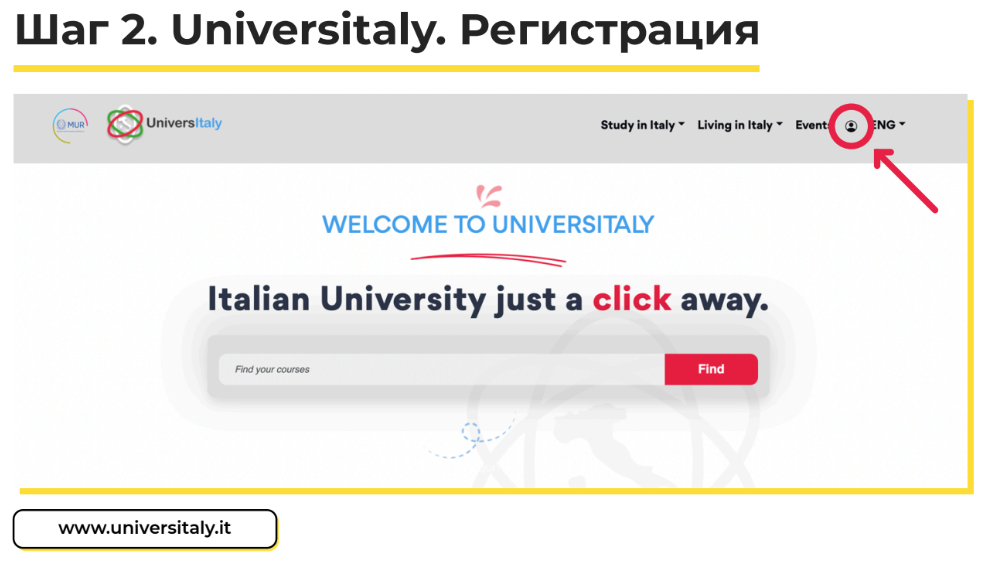 Шаг 2. Universitaly. Регистрация
MUR
UniversItaly
Study in Italy
Living in Italy
Event
ENG
WELCOME TO UNIVERSITALY
Italian University just a click away.
Find your courses
Find
www.universitaly.it